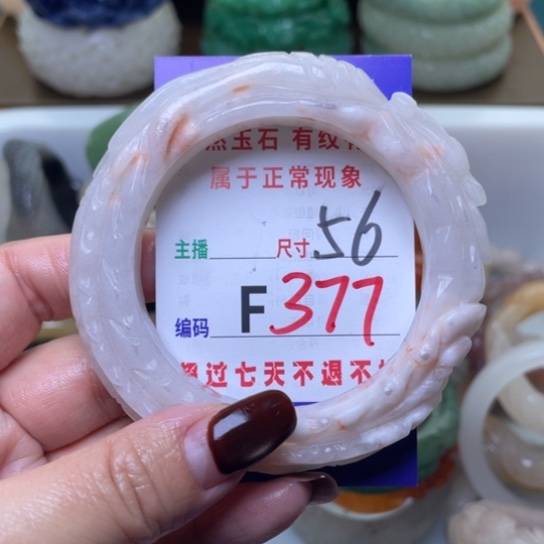 然玉石 有纹
属于正常现象
主播 尺寸 56
编码 F377
过七天不退不